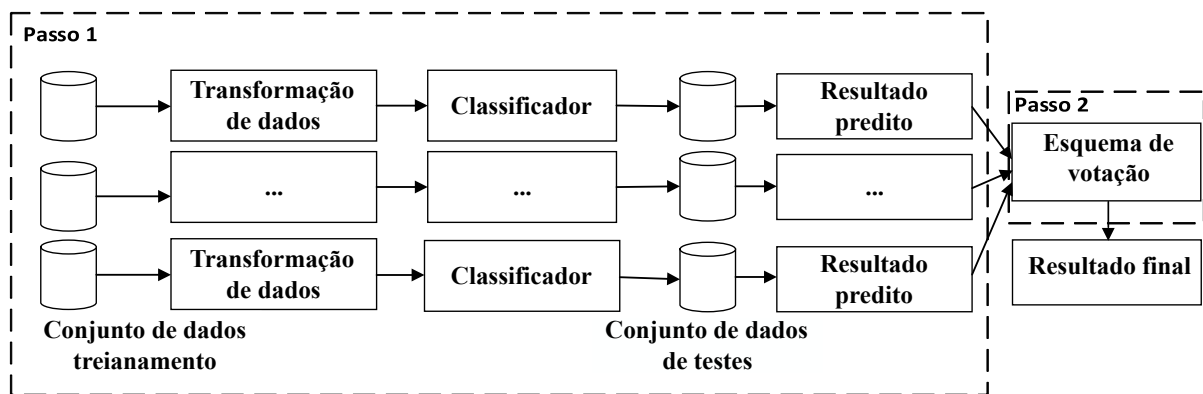 Passo 1
Transformação
de dados
Classificador
Resultado
predito
Passo 2
Esquema de
votação
...
...
...
Transformação
de dados
Classificador
Resultado
predito
Resultado final
Conjunto de dados
treianamento
Conjunto de dados
de testes